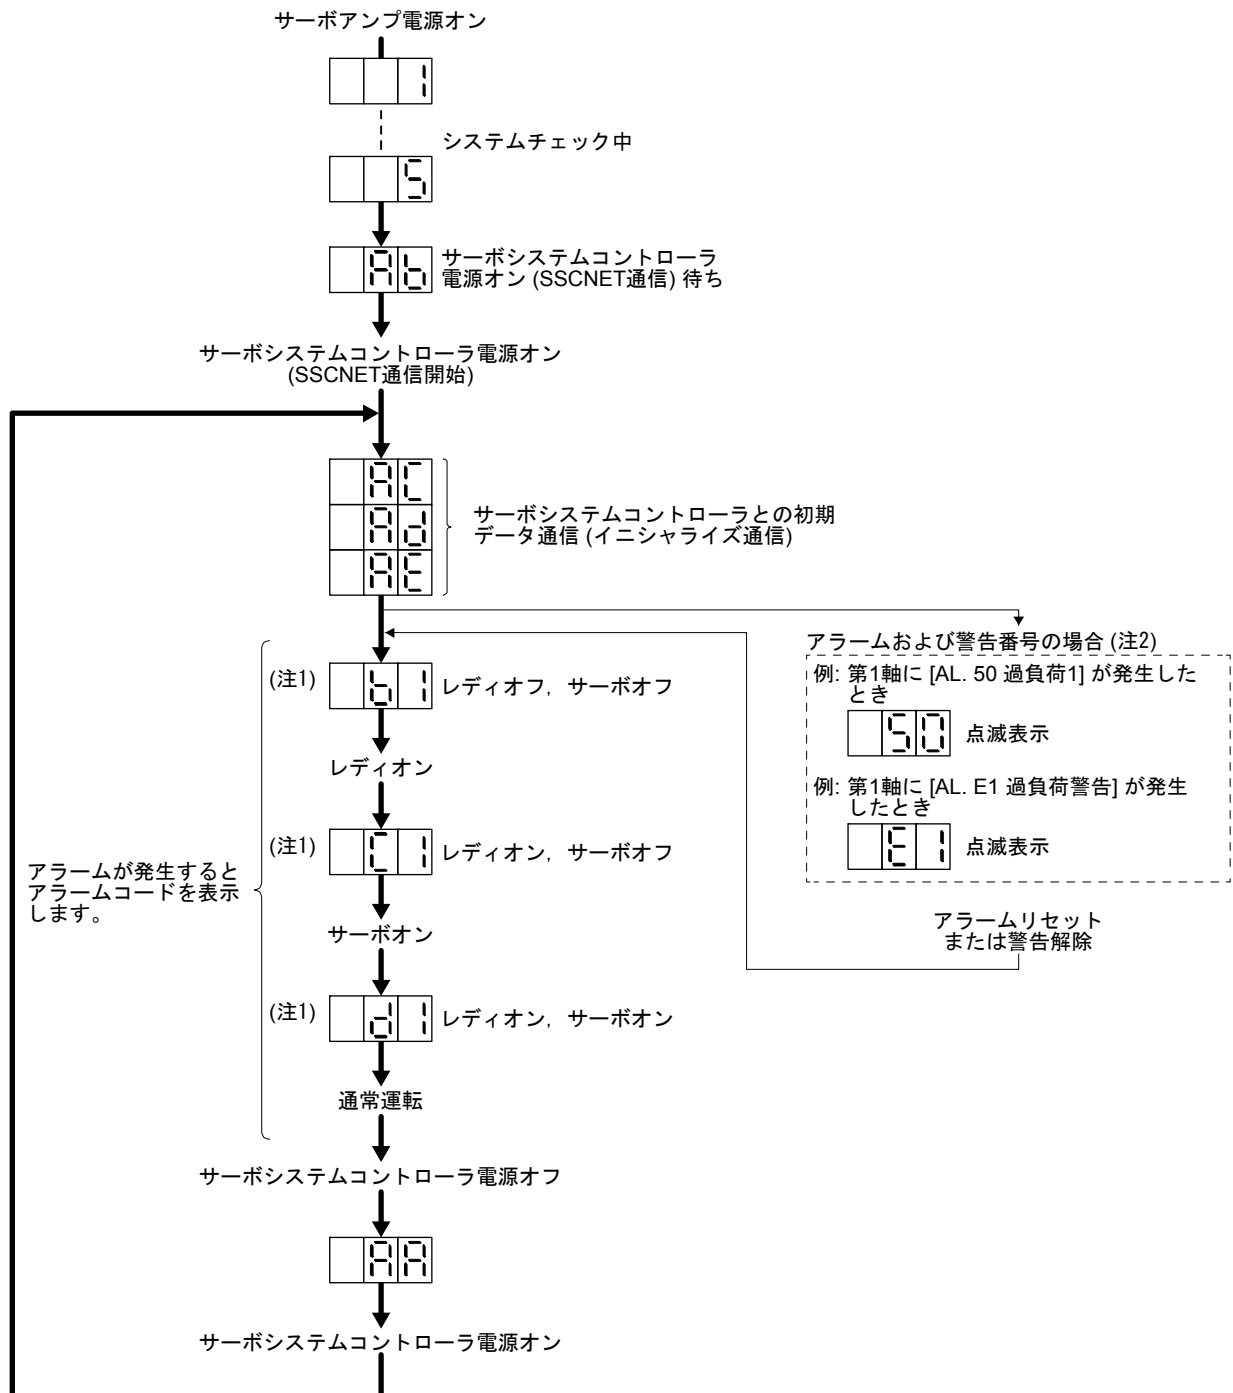 サーボアンプ電源オン
1
システムチェック中
5
Ab
サーボシステムコントローラ
電源オン (SSCNET通信) 待ち
サーボシステムコントローラ電源オン
(SSCNET通信開始)
AC
Ad
AE
サーボシステムコントローラとの初期
データ通信 (イニシャライズ通信)
アラームおよび警告番号の場合 (注2)
例: 第1軸に [AL. 50 過負荷1] が発生した
とき
50 点滅表示
例: 第1軸に [AL. E1 過負荷警告] が発生
したとき
E1 点滅表示
アラームリセット
または警告解除
(注1) b1 レディオフ，サーボオフ
レディオン
(注1) C1 レディオン，サーボオフ
アラームが発生すると
アラームコードを表示
します。
サーボオン
(注1) d1 レディオン，サーボオン
通常運転
サーボシステムコントローラ電源オフ
AA
サーボシステムコントローラ電源オン